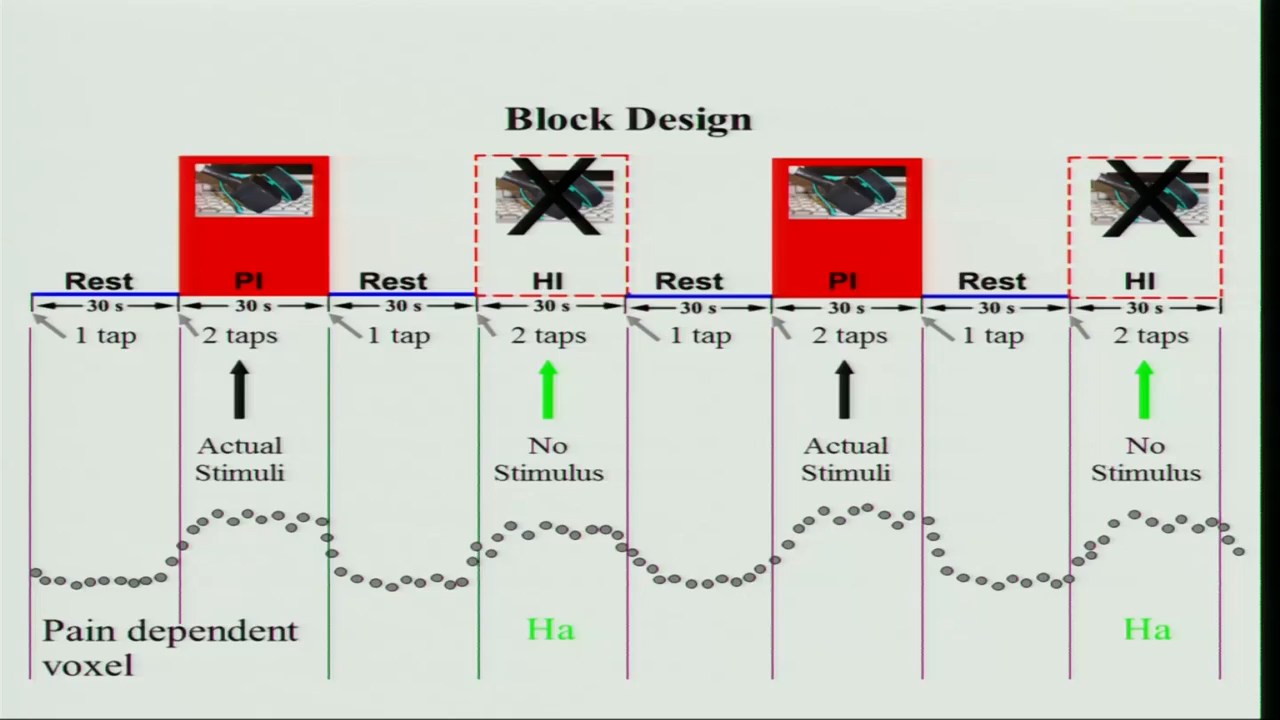 Block Design
Rest PI Rest HI Rest PI Rest HI
30 s 30 s 30 s 30 s 30 s 30 s 30 s 30 s
1 tap 2 taps 1 tap 2 taps 1 tap 2 taps 1 tap 2 taps
Actual
Stimuli
No
Stimulus
Actual
Stimuli
No
Stimulus
Pain dependent
voxel
Ha
Ha